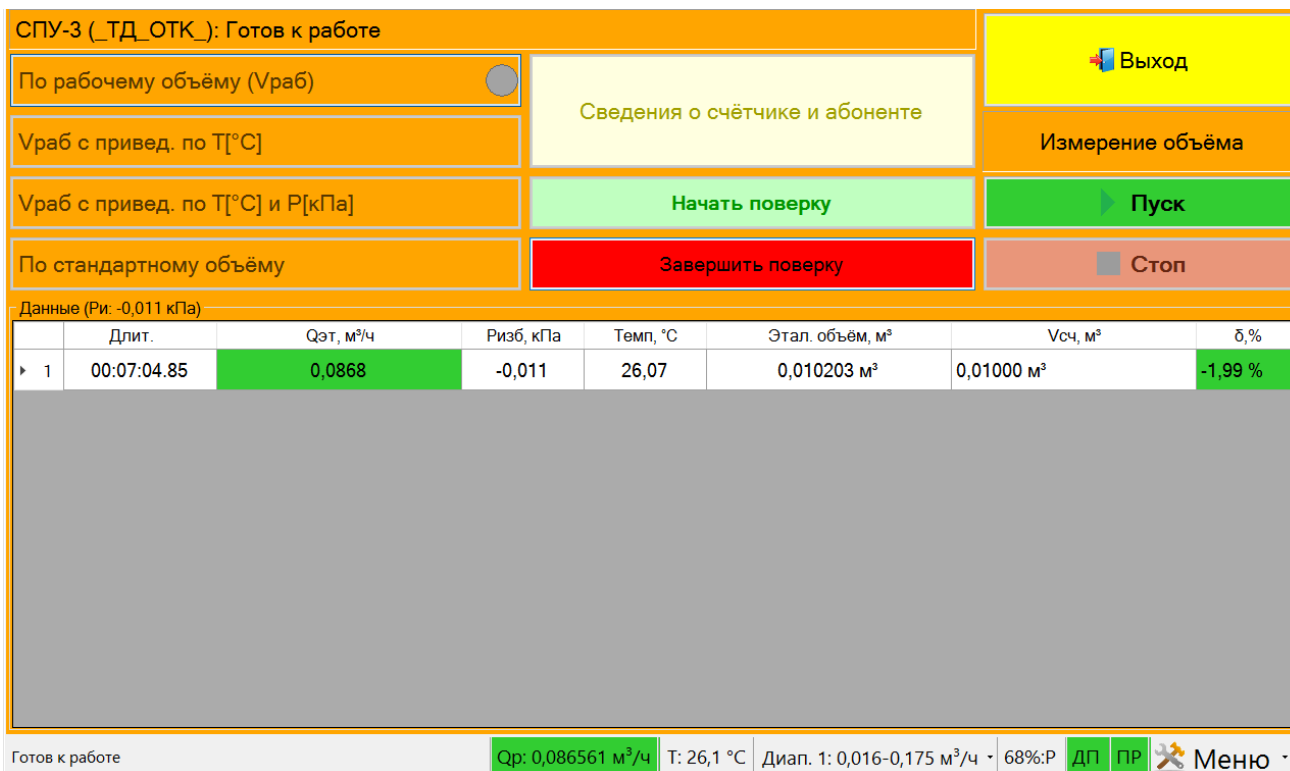 СПУ-3 (_ТД_ОТК_): Готов к работе
Выход
По рабочему объёму (Vраб)
Сведения о счётчике и абоненте
Vраб с привед. по T[°C]
Измерение объёма
Vраб с привед. по T[°C] и P[кПа]
Начать поверку
Пуск
По стандартному объёму
Завершить поверку
Стоп
Данные (Pи: -0,011 кПа)
Длит. Qэт, м³/ч Pизб, кПа Темп, °C Этал. объём, м³ Vсч, м³ δ,%
1 00:07:04.85 0,0868 -0,011 26,07 0,010203 м³ 0,01000 м³ -1,99 %
Готов к работе Qр: 0,086561 м³/ч T: 26,1 °C Диап. 1: 0,016-0,175 м³/ч 68%:P ДП ПР Меню